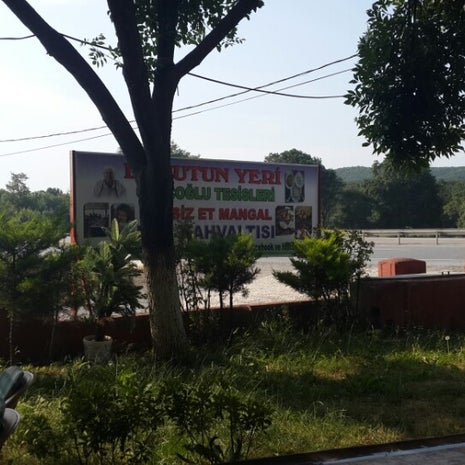 UTUN YERİ
OĞLU TESİSLERİ
SİZ ET MANGAL
AHVALTISI